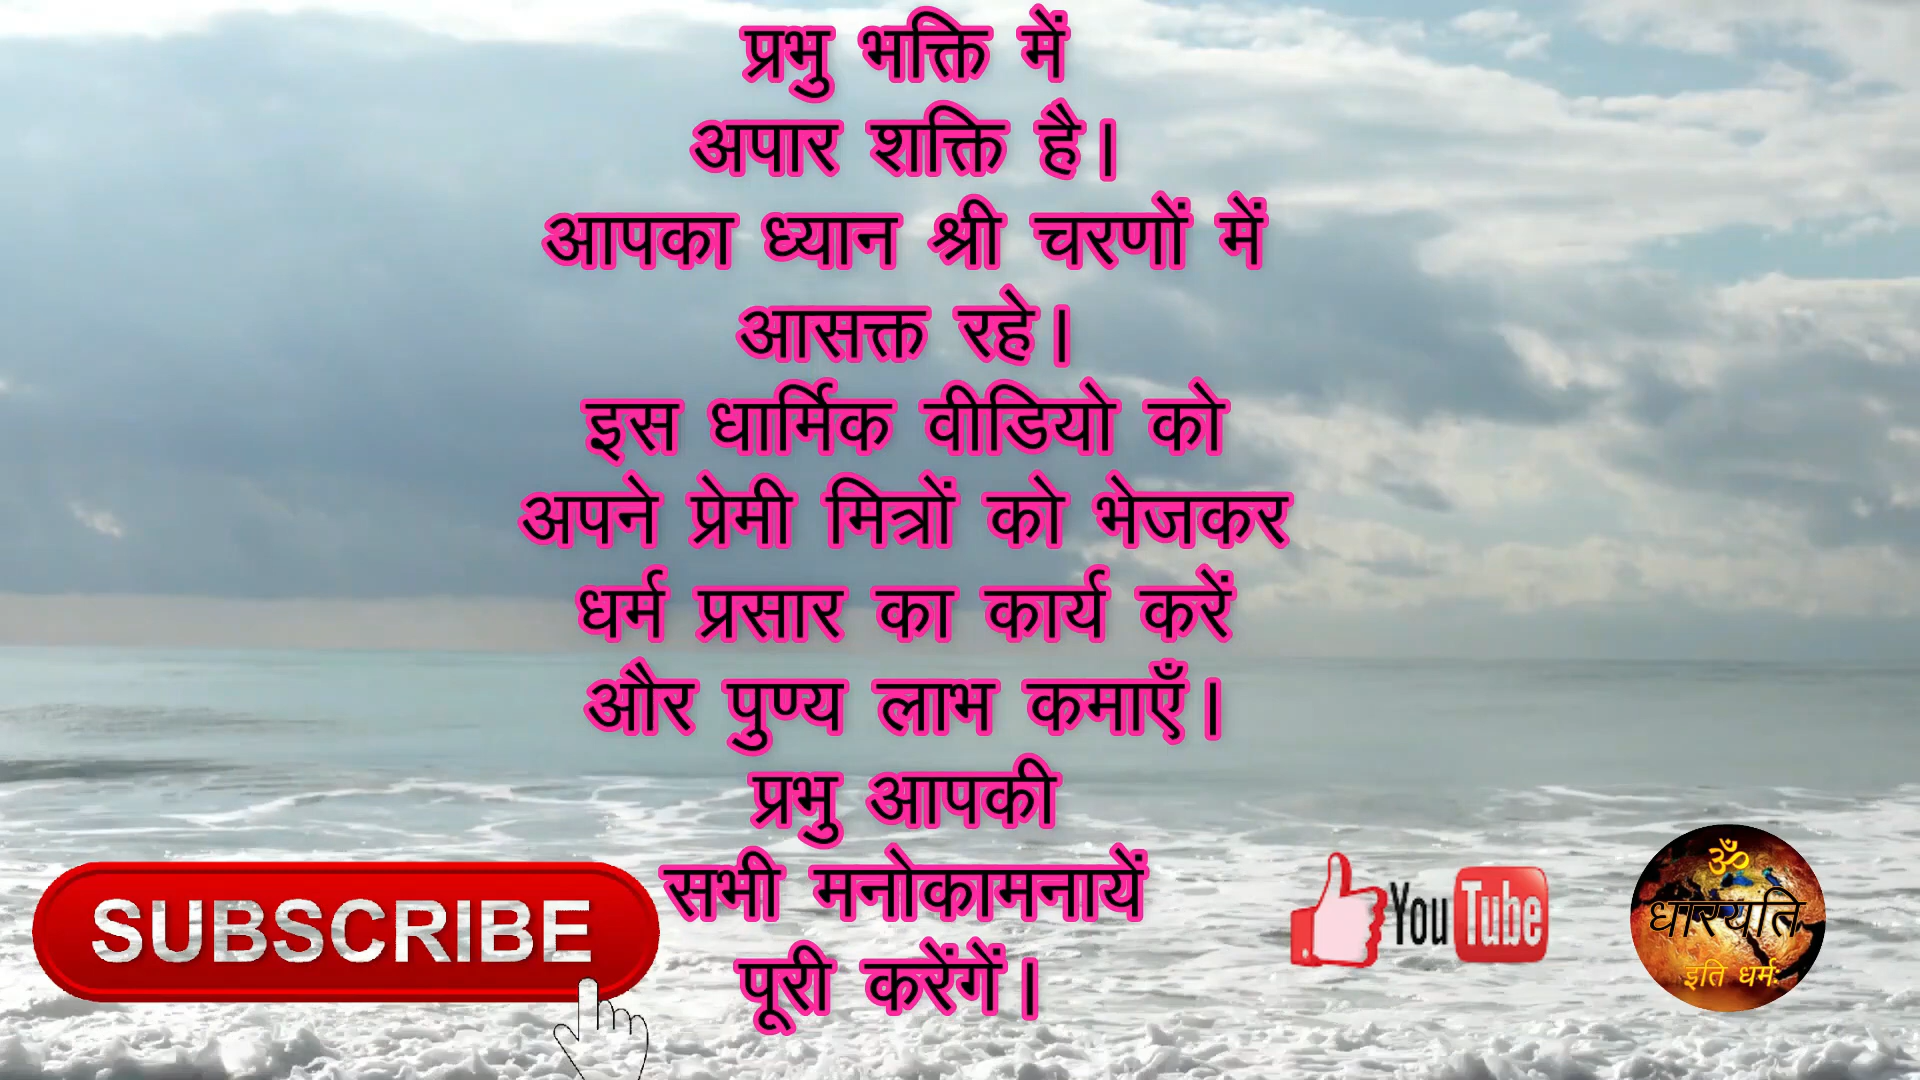 प्रभु भक्ति में
अपार शक्ति है।
आपका ध्यान श्री चरणों में
आसक्त रहे।
इस धार्मिक वीडियो को
अपने प्रेमी मित्रों को भेजकर
धर्म प्रसार का कार्य करें
और पुण्य लाभ कमाएँ।
प्रभु आपकी
सभी मनोकामनायें
पूरी करेंगें।
SUBSCRIBE
YouTube
ॐ
धारयति
इति धर्मः